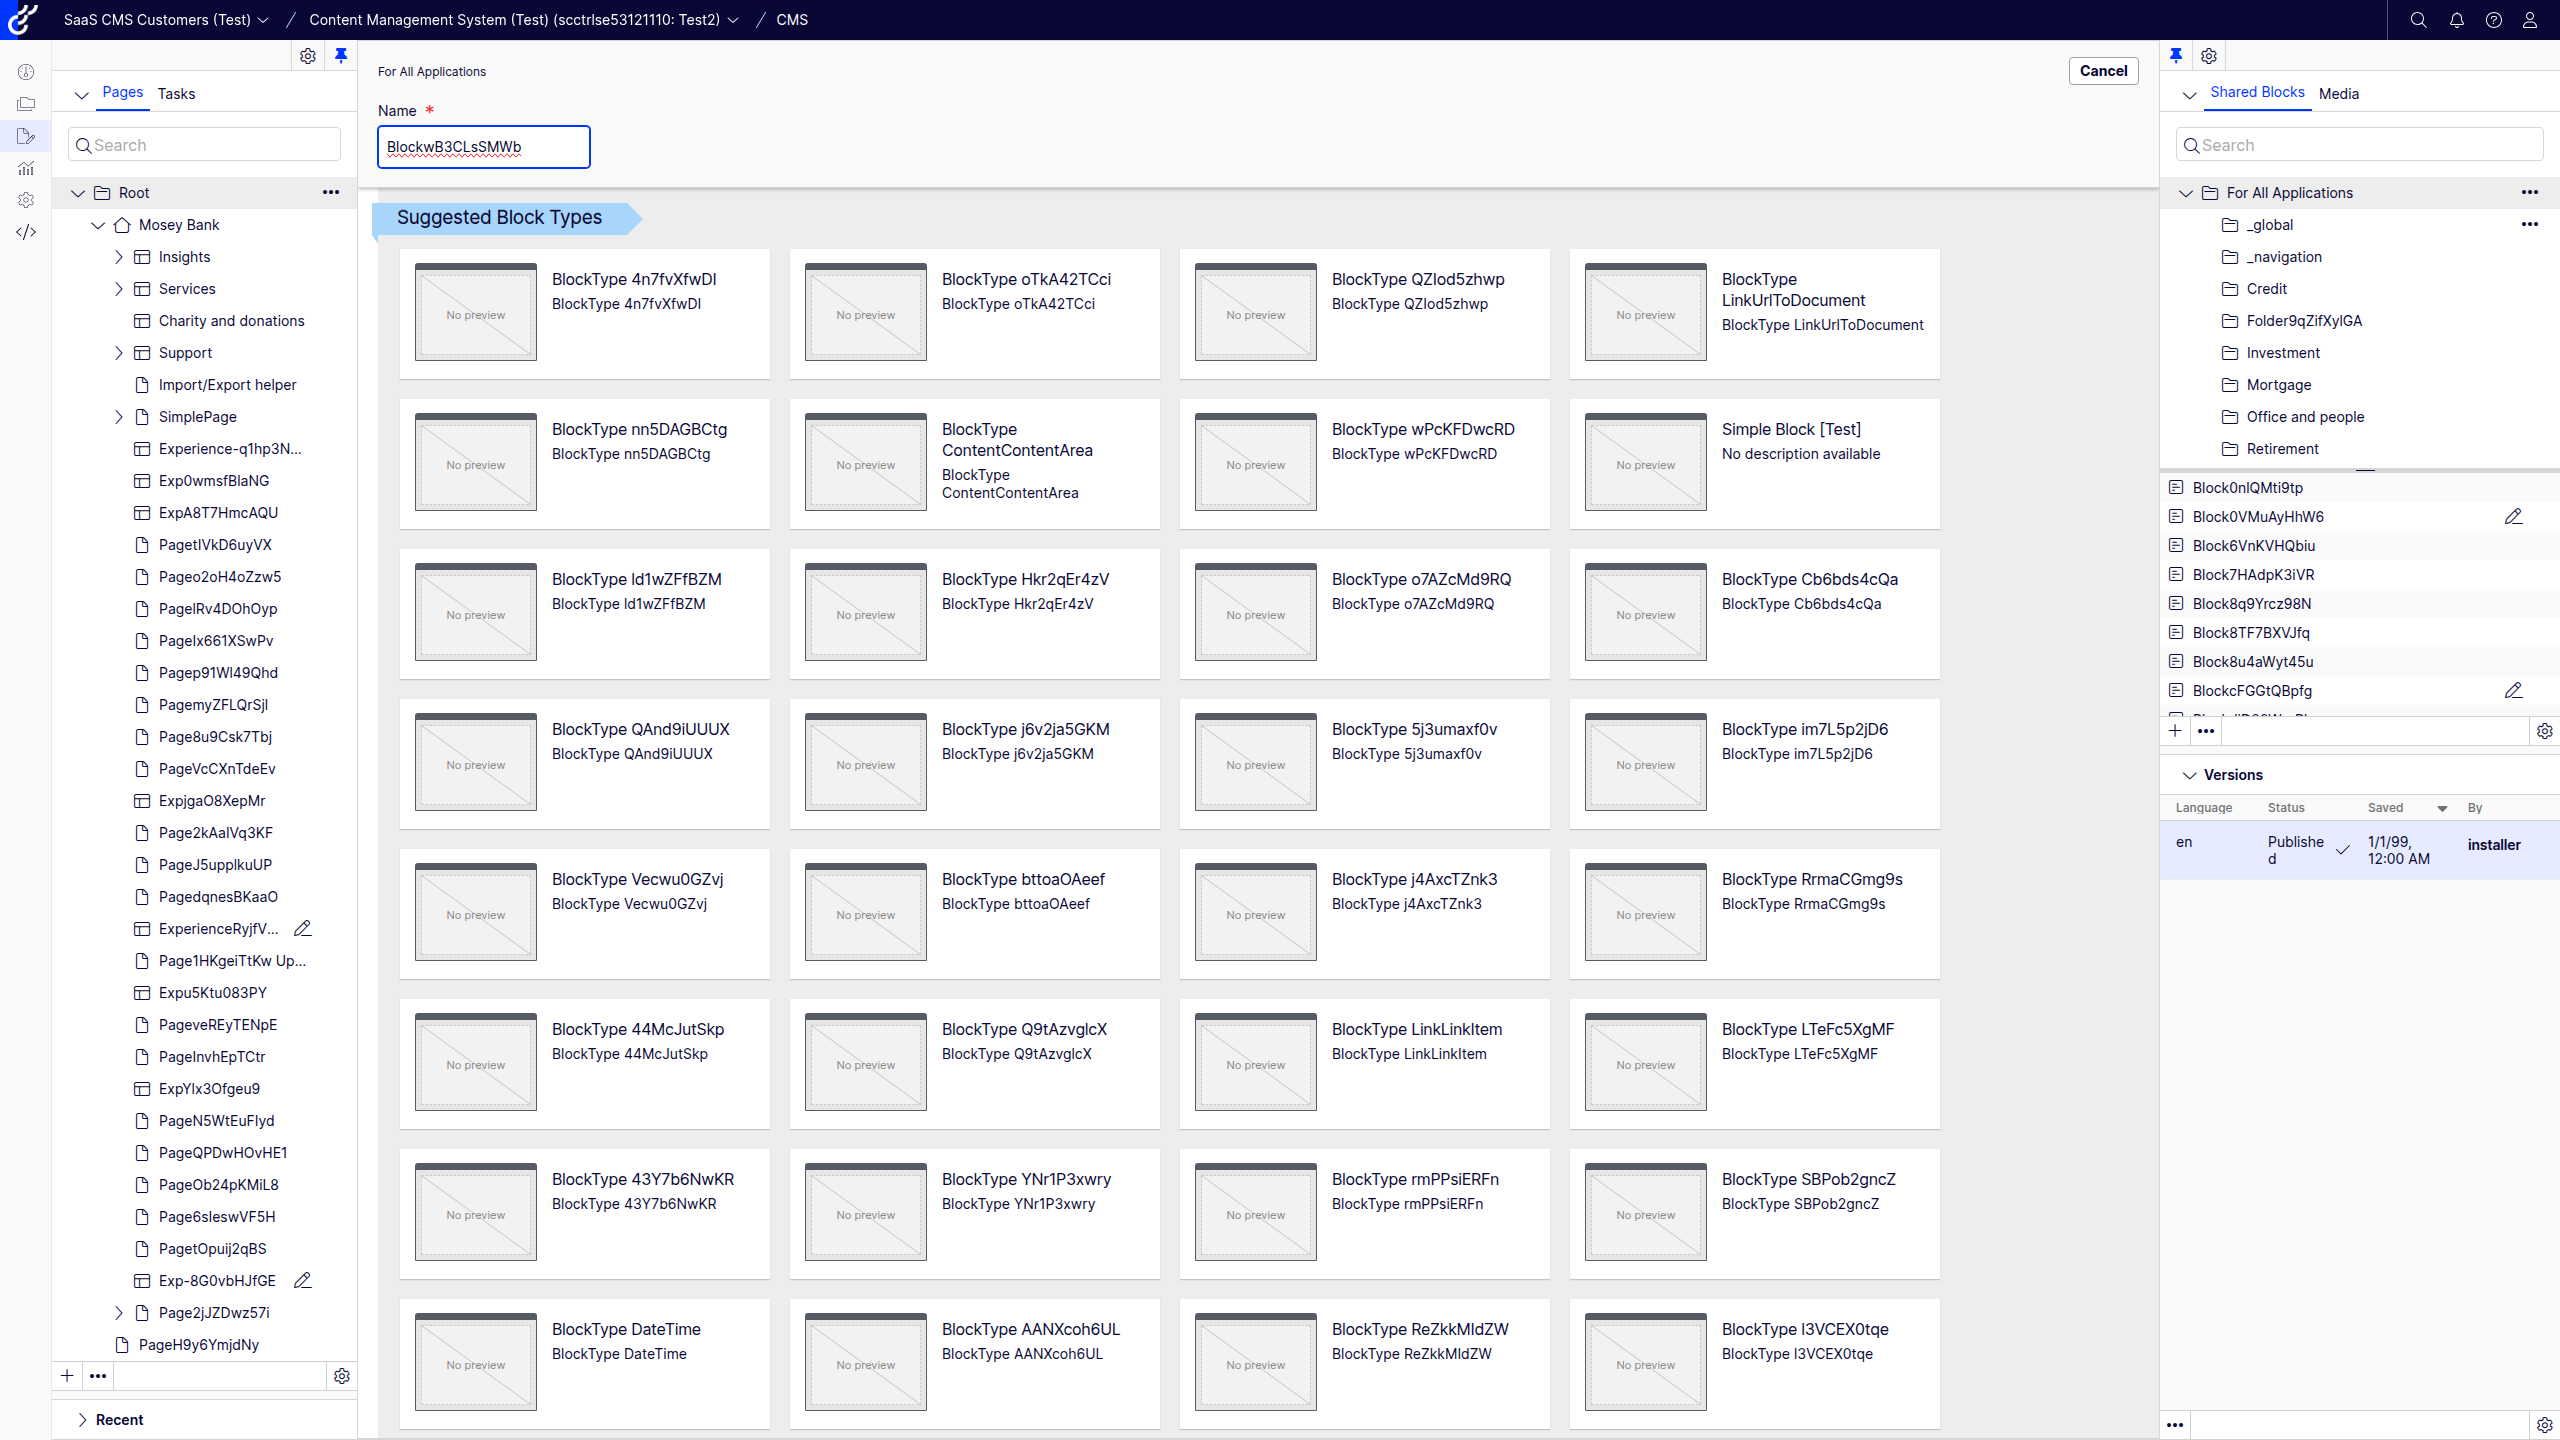 SaaS CMS Customers (Test)
Content Management System (Test) (scctrlse53121110: Test2)
CMS
Pages
Tasks
Search
Root
Mosey Bank
Insights
Services
Charity and donations
Support
Import/Export helper
SimplePage
Experience-q1hp3N...
Exp0wmsfBlaNG
ExpA8T7HmcAQU
PagetIVkD6uyVX
Pageo2oH4oZzw5
PagelRv4DOhOyp
PageIx661XSwPv
Pagep91Wl49Qhd
PagemyZFLQrSjl
Page8u9Csk7Tbj
PageVcCXnTdeEv
ExpjgaO8XepMr
Page2kAaIVq3KF
PageJ5upplkuUP
PagedqnesBKaaO
ExperienceRyjfV...
Page1HKgeiTtKw Up...
Expu5Ktu083PY
PageveREyTENpE
PageInvhEpTCtr
ExpYlx3Ofgeu9
PageN5WtEuFlyd
PageQPDwHOvHE1
PageOb24pKMiL8
Page6sleswVF5H
PagetOpuij2qBS
Exp-8G0vbHJfGE
Page2jJZDwz57i
PageH9y6YmjdNy
Recent
For All Applications
Cancel
Name *
BlockwB3CLsSMWb
Suggested Block Types
No preview
BlockType 4n7fvXfwDI
BlockType 4n7fvXfwDI
No preview
BlockType oTkA42TCci
BlockType oTkA42TCci
No preview
BlockType QZIod5zhwp
BlockType QZIod5zhwp
No preview
BlockType
LinkUrlToDocument
BlockType LinkUrlToDocument
No preview
BlockType nn5DAGBCtg
BlockType nn5DAGBCtg
No preview
BlockType
ContentContentArea
BlockType
ContentContentArea
No preview
BlockType wPcKFDwcRD
BlockType wPcKFDwcRD
No preview
Simple Block [Test]
No description available
No preview
BlockType ld1wZFfBZM
BlockType ld1wZFfBZM
No preview
BlockType Hkr2qEr4zV
BlockType Hkr2qEr4zV
No preview
BlockType o7AZcMd9RQ
BlockType o7AZcMd9RQ
No preview
BlockType Cb6bds4cQa
BlockType Cb6bds4cQa
No preview
BlockType QAnd9iUUUX
BlockType QAnd9iUUUX
No preview
BlockType j6v2ja5GKM
BlockType j6v2ja5GKM
No preview
BlockType 5j3umaxf0v
BlockType 5j3umaxf0v
No preview
BlockType im7L5p2jD6
BlockType im7L5p2jD6
No preview
BlockType Vecwu0GZvj
BlockType Vecwu0GZvj
No preview
BlockType bttoaOAeef
BlockType bttoaOAeef
No preview
BlockType j4AxcTZnk3
BlockType j4AxcTZnk3
No preview
BlockType RrmaCGmg9s
BlockType RrmaCGmg9s
No preview
BlockType 44McJutSkp
BlockType 44McJutSkp
No preview
BlockType Q9tAzvglcX
BlockType Q9tAzvglcX
No preview
BlockType LinkLinkItem
BlockType LinkLinkItem
No preview
BlockType LTeFc5XgMF
BlockType LTeFc5XgMF
No preview
BlockType 43Y7b6NwKR
BlockType 43Y7b6NwKR
No preview
BlockType YNr1P3xwry
BlockType YNr1P3xwry
No preview
BlockType rmPPsiERFn
BlockType rmPPsiERFn
No preview
BlockType SBPob2gncZ
BlockType SBPob2gncZ
No preview
BlockType DateTime
BlockType DateTime
No preview
BlockType AANXcoh6UL
BlockType AANXcoh6UL
No preview
BlockType ReZkkMIdZW
BlockType ReZkkMIdZW
No preview
BlockType I3VCEX0tqe
BlockType I3VCEX0tqe
Shared Blocks
Media
Search
For All Applications
_global
_navigation
Credit
Folder9qZifXylGA
Investment
Mortgage
Office and people
Retirement
Block0nlQMti9tp
Block0VMuAyHhW6
Block6VnKVHQbiu
Block7HAdpK3iVR
Block8q9Yrcz98N
Block8TF7BXVJfq
Block8u4aWyt45u
BlockcFGGtQBpfg
Versions
Language Status Saved By
en
Publishe
d
1/1/99,
12:00 AM
installer